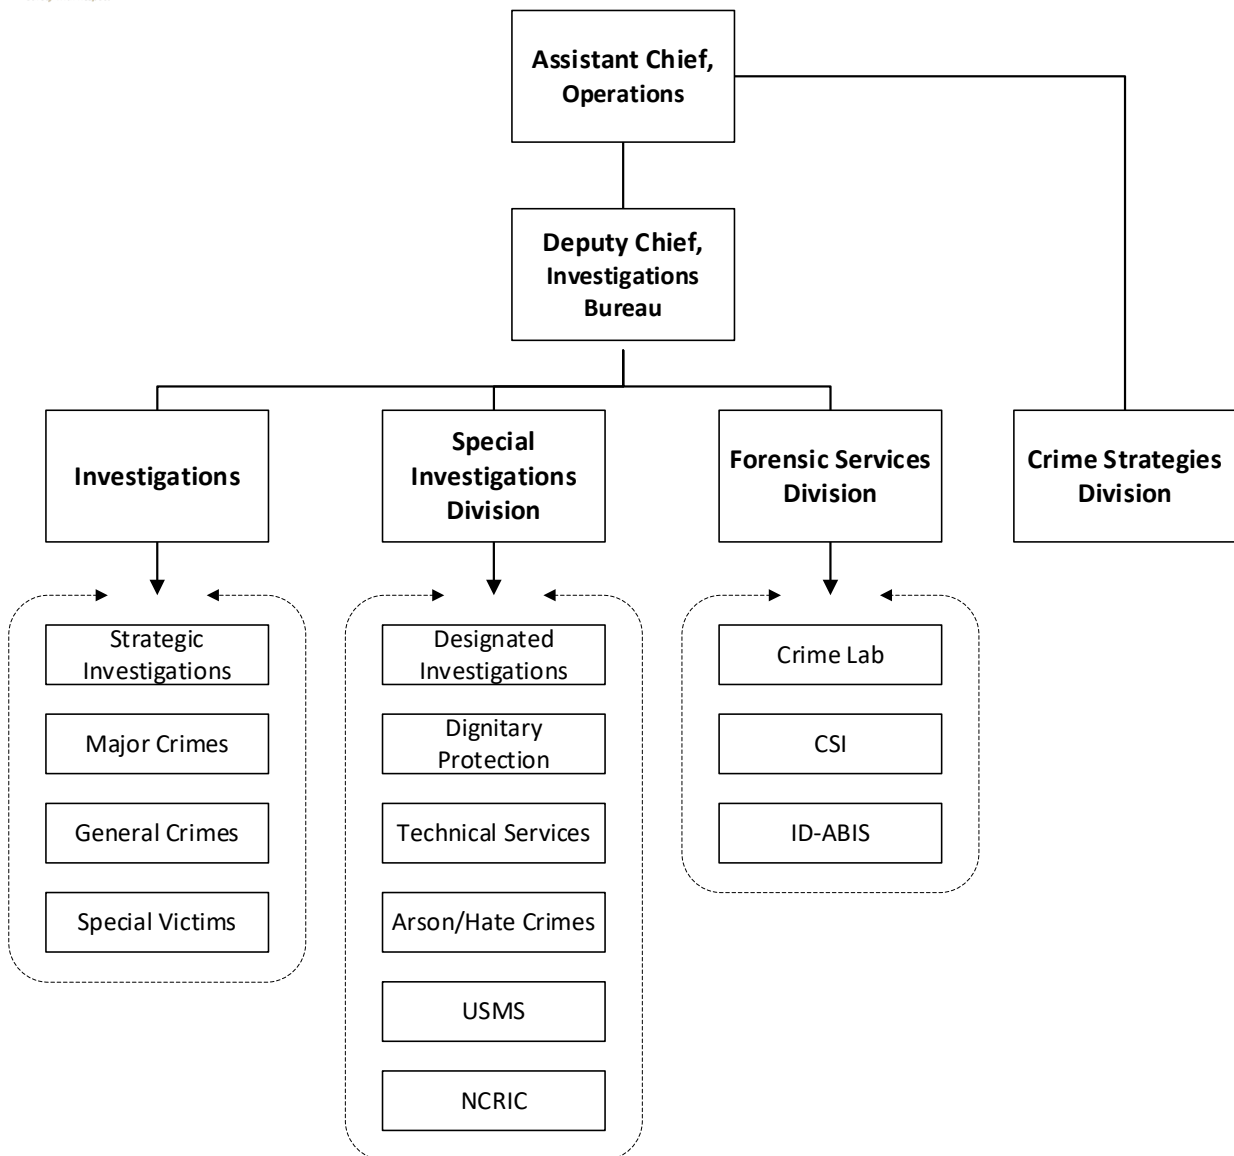 Assistant Chief,
Operations
Deputy Chief,
Investigations
Bureau
Investigations
Special
Investigations
Division
Forensic Services
Division
Crime Strategies
Division
Strategic
Investigations
Major Crimes
General Crimes
Special Victims
Designated
Investigations
Dignitary
Protection
Technical Services
Arson/Hate Crimes
USMS
NCRIC
Crime Lab
CSI
ID-ABIS